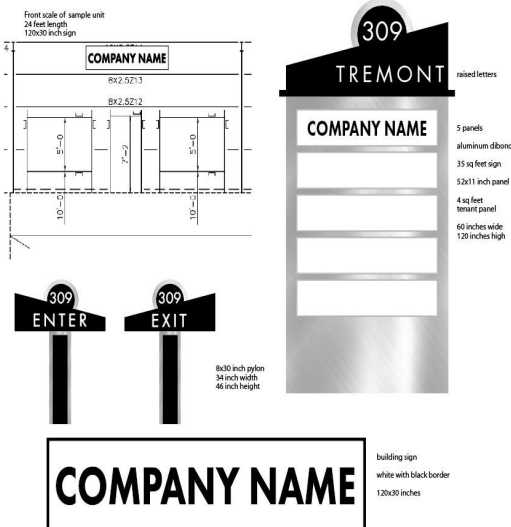 Front scale of sample unit
24 feet length
120x30 inch sign
COMPANY NAME
8X2.5Z13
8X2.5Z12
5'-0
7'-2
5'-0
10'-0
10'-0
309
TREMONT
raised letters
COMPANY NAME
5 panels
aluminum dibond
35 sq feet sign
52x11 inch panel
4 sq feet
tenant panel
60 inches wide
120 inches high
309
ENTER
309
EXIT
8x30 inch pylon
34 inch width
46 inch height
COMPANY NAME
building sign
white with black border
120x30 inches